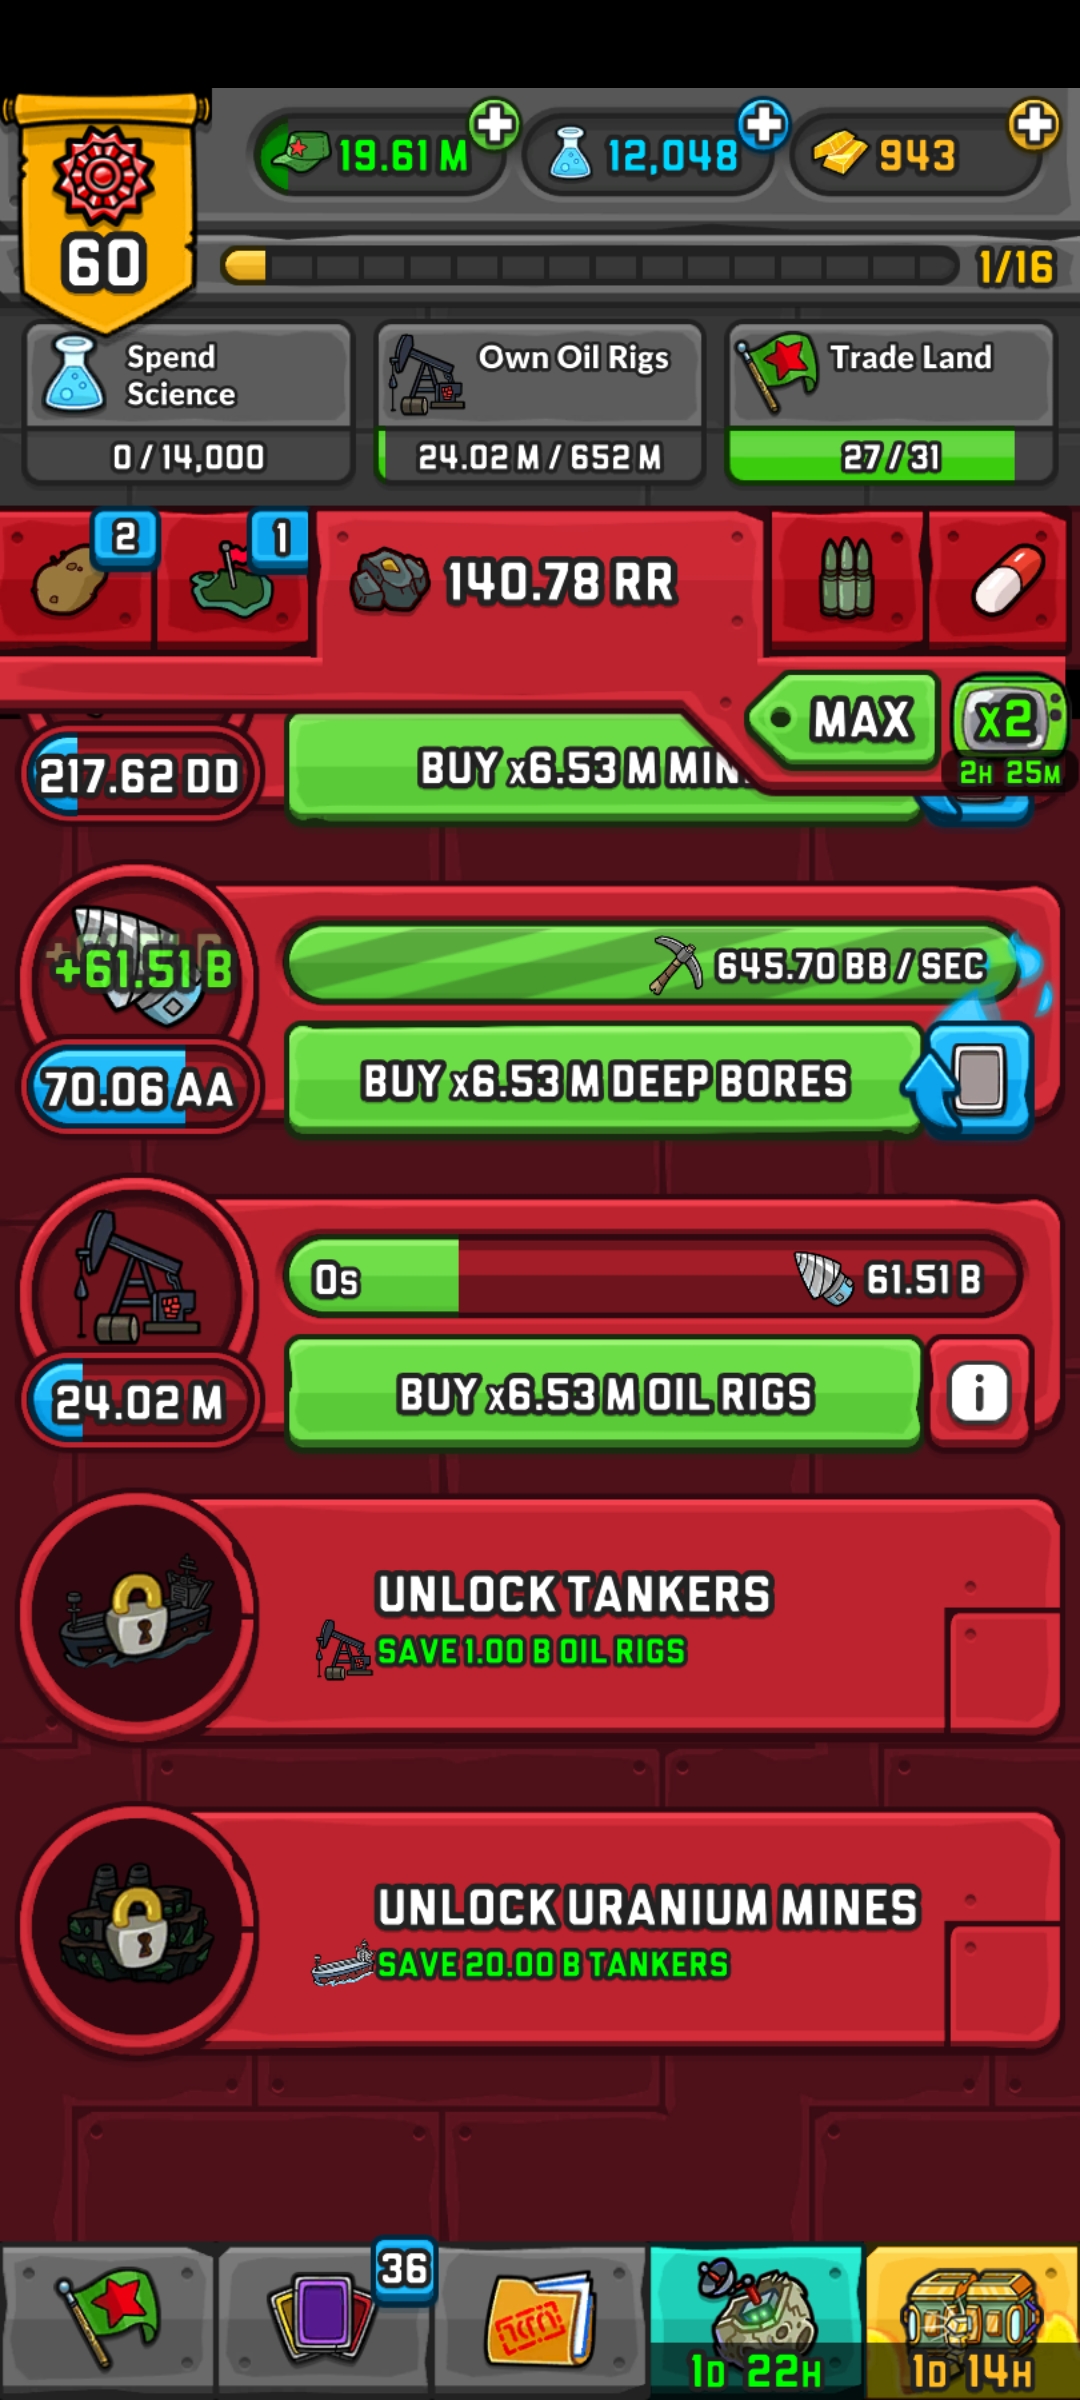 19.61 M
12,048
943
60
1/16
Spend
Science
0 / 14,000
Own Oil Rigs
24.02 M / 652 M
Trade Land
27 / 31
2
1
140.78 RR
MAX
x2
2H 25M
217.62 DD
BUY x6.53 M MIN
+61.51 B
645.70 BB / SEC
70.06 AA
BUY x6.53 M DEEP BORES
0s
61.51 B
24.02 M
BUY x6.53 M OIL RIGS
i
UNLOCK TANKERS
SAVE 1.00 B OIL RIGS
UNLOCK URANIUM MINES
SAVE 20.00 B TANKERS
36
1D 22H
1D 14H